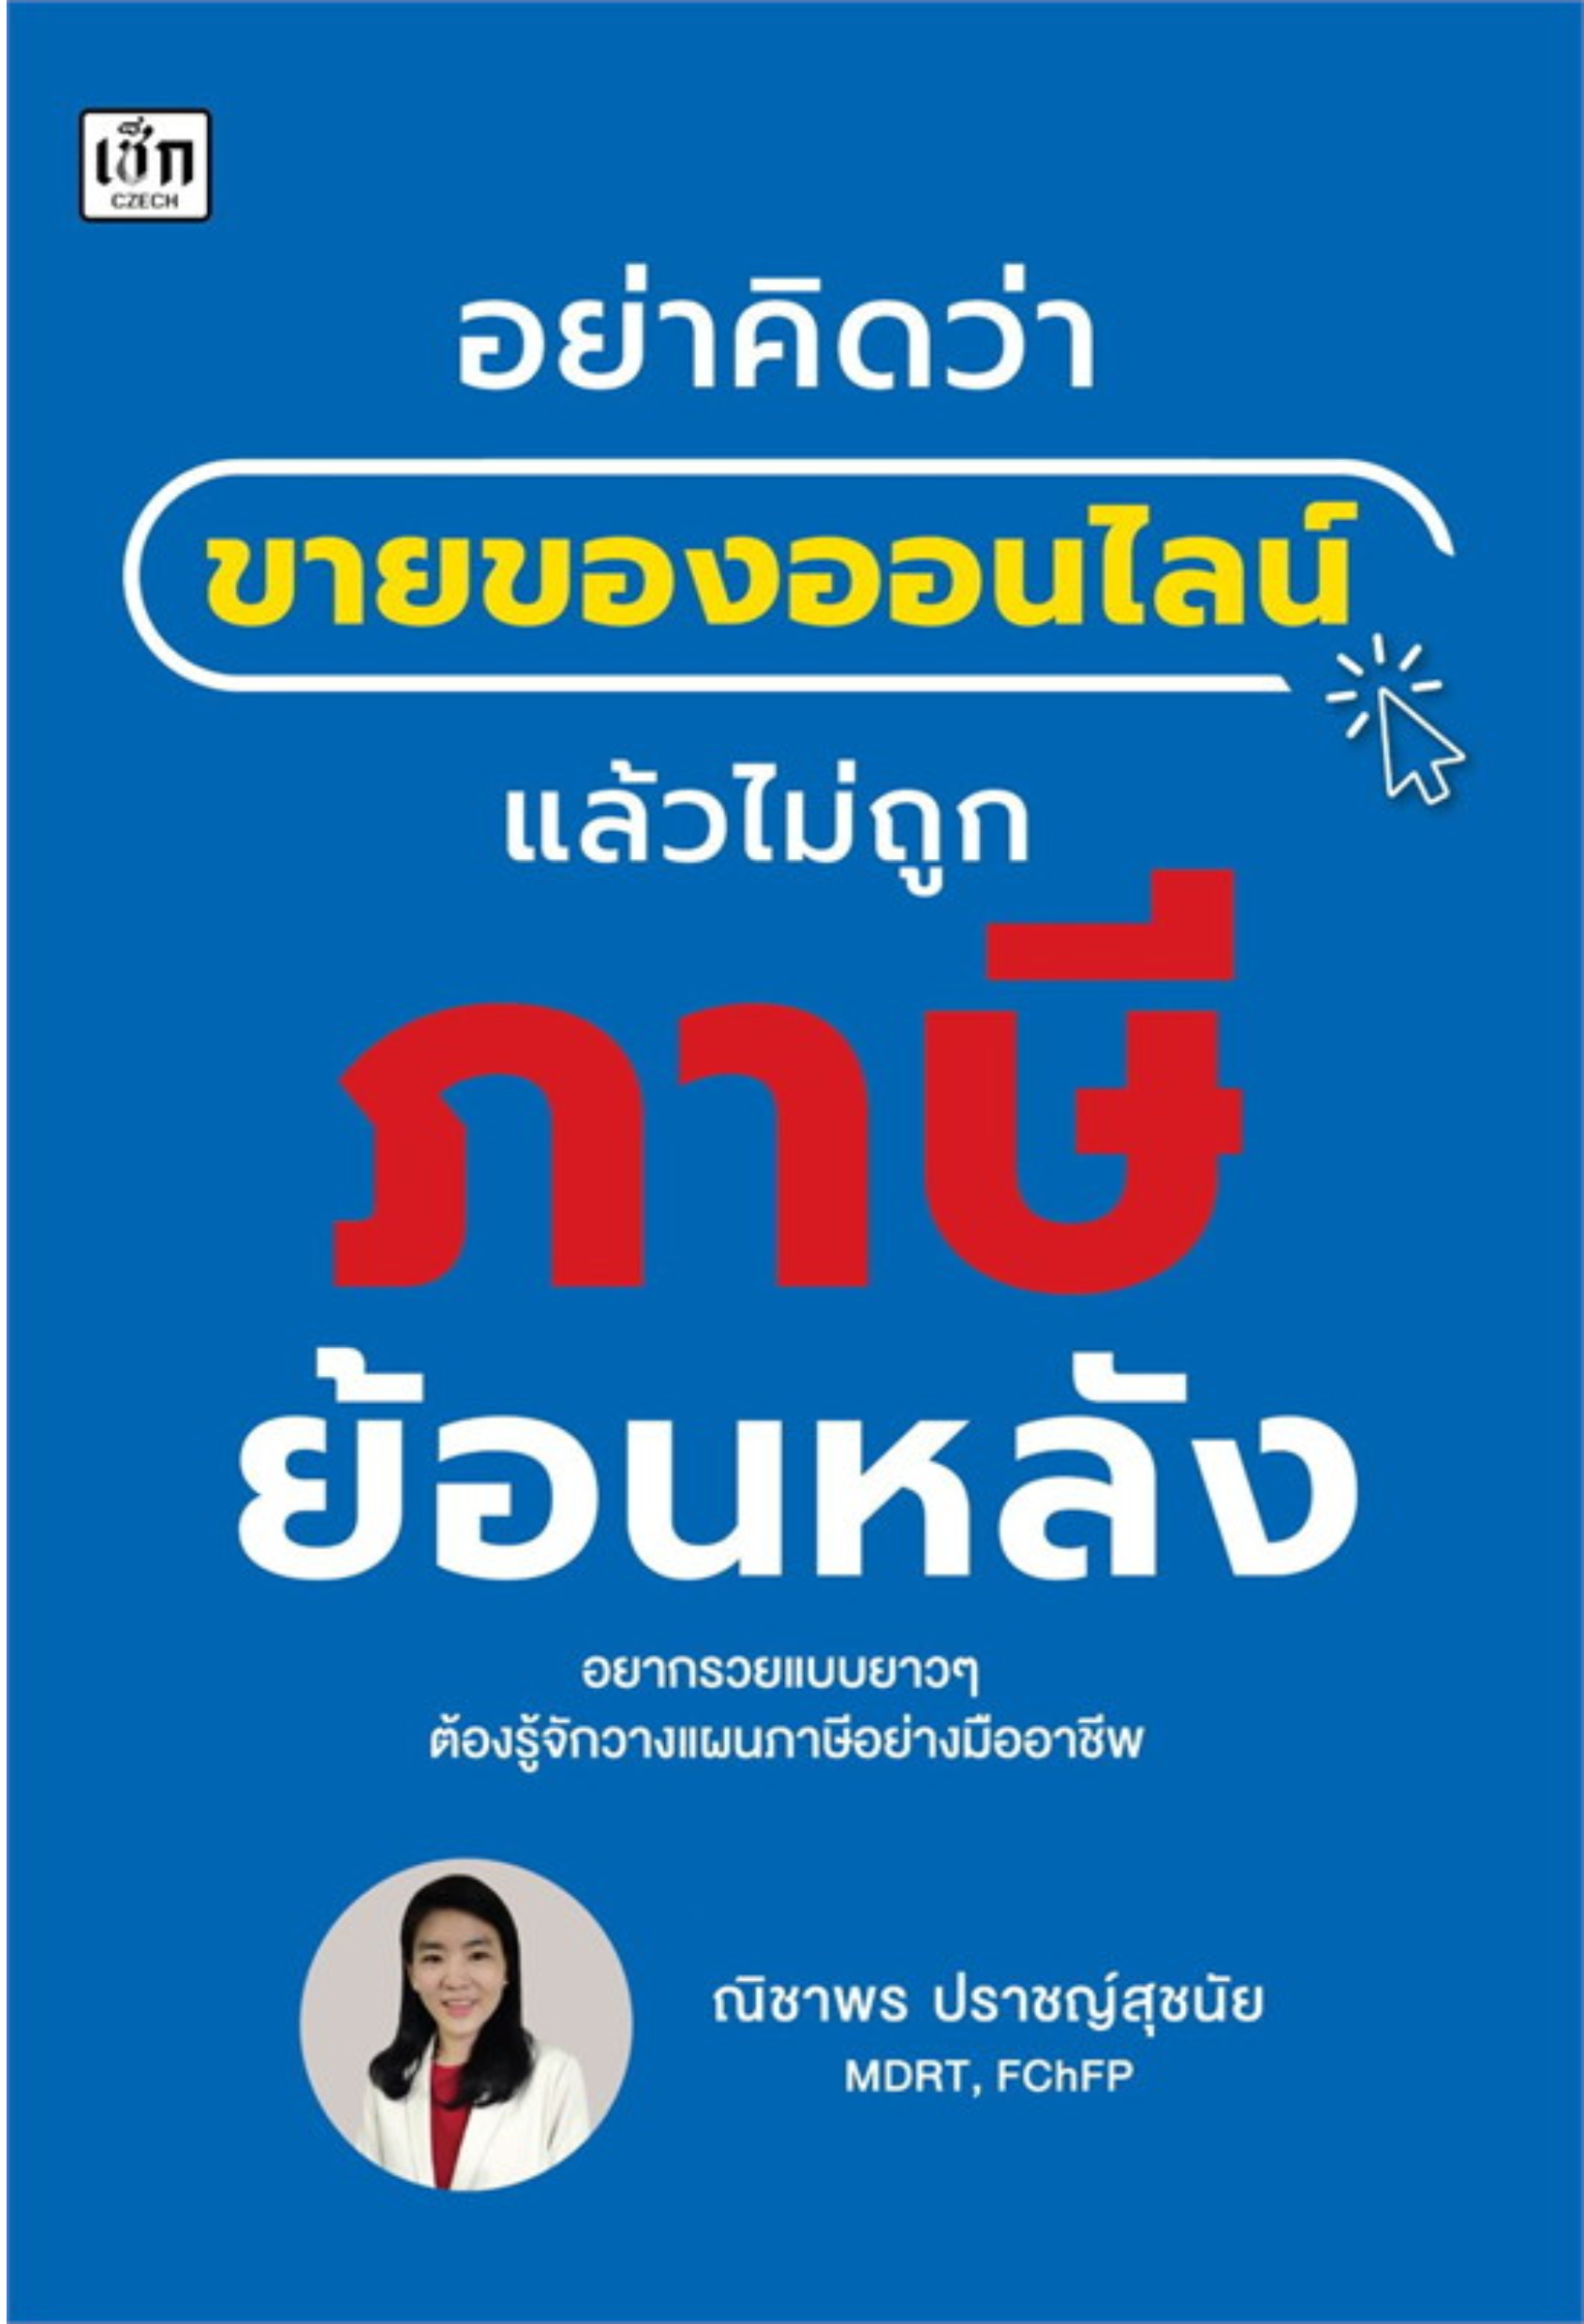 เช็ก
CZECH
อย่าคิดว่า
ขายของออนไลน์
แล้วไม่ถูก
ภาษี
ย้อนหลัง
อยากรวยแบบยาวๆ
ต้องรู้จักวางแผนภาษีอย่างมืออาชีพ
ณิชาพร ปราชญ์สุชนัย
MDRT, FChFP